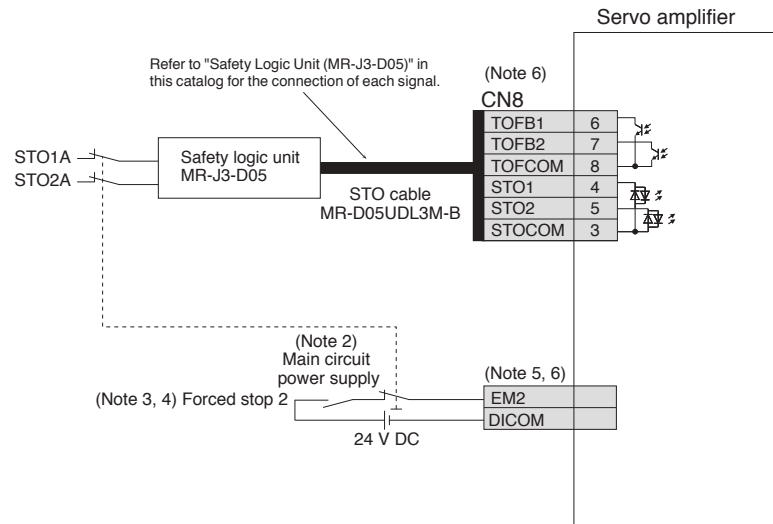 Servo amplifier
Refer to "Safety Logic Unit (MR-J3-D05)" in
this catalog for the connection of each signal.
(Note 6)
CN8
TOFB1 6
TOFB2 7
TOFCOM 8
STO1 4
STO2 5
STOCOM 3
STO1A
STO2A
Safety logic unit
MR-J3-D05
STO cable
MR-D05UDL3M-B
(Note 2)
Main circuit
power supply
(Note 3, 4) Forced stop 2
24 V DC
(Note 5, 6)
EM2
DICOM